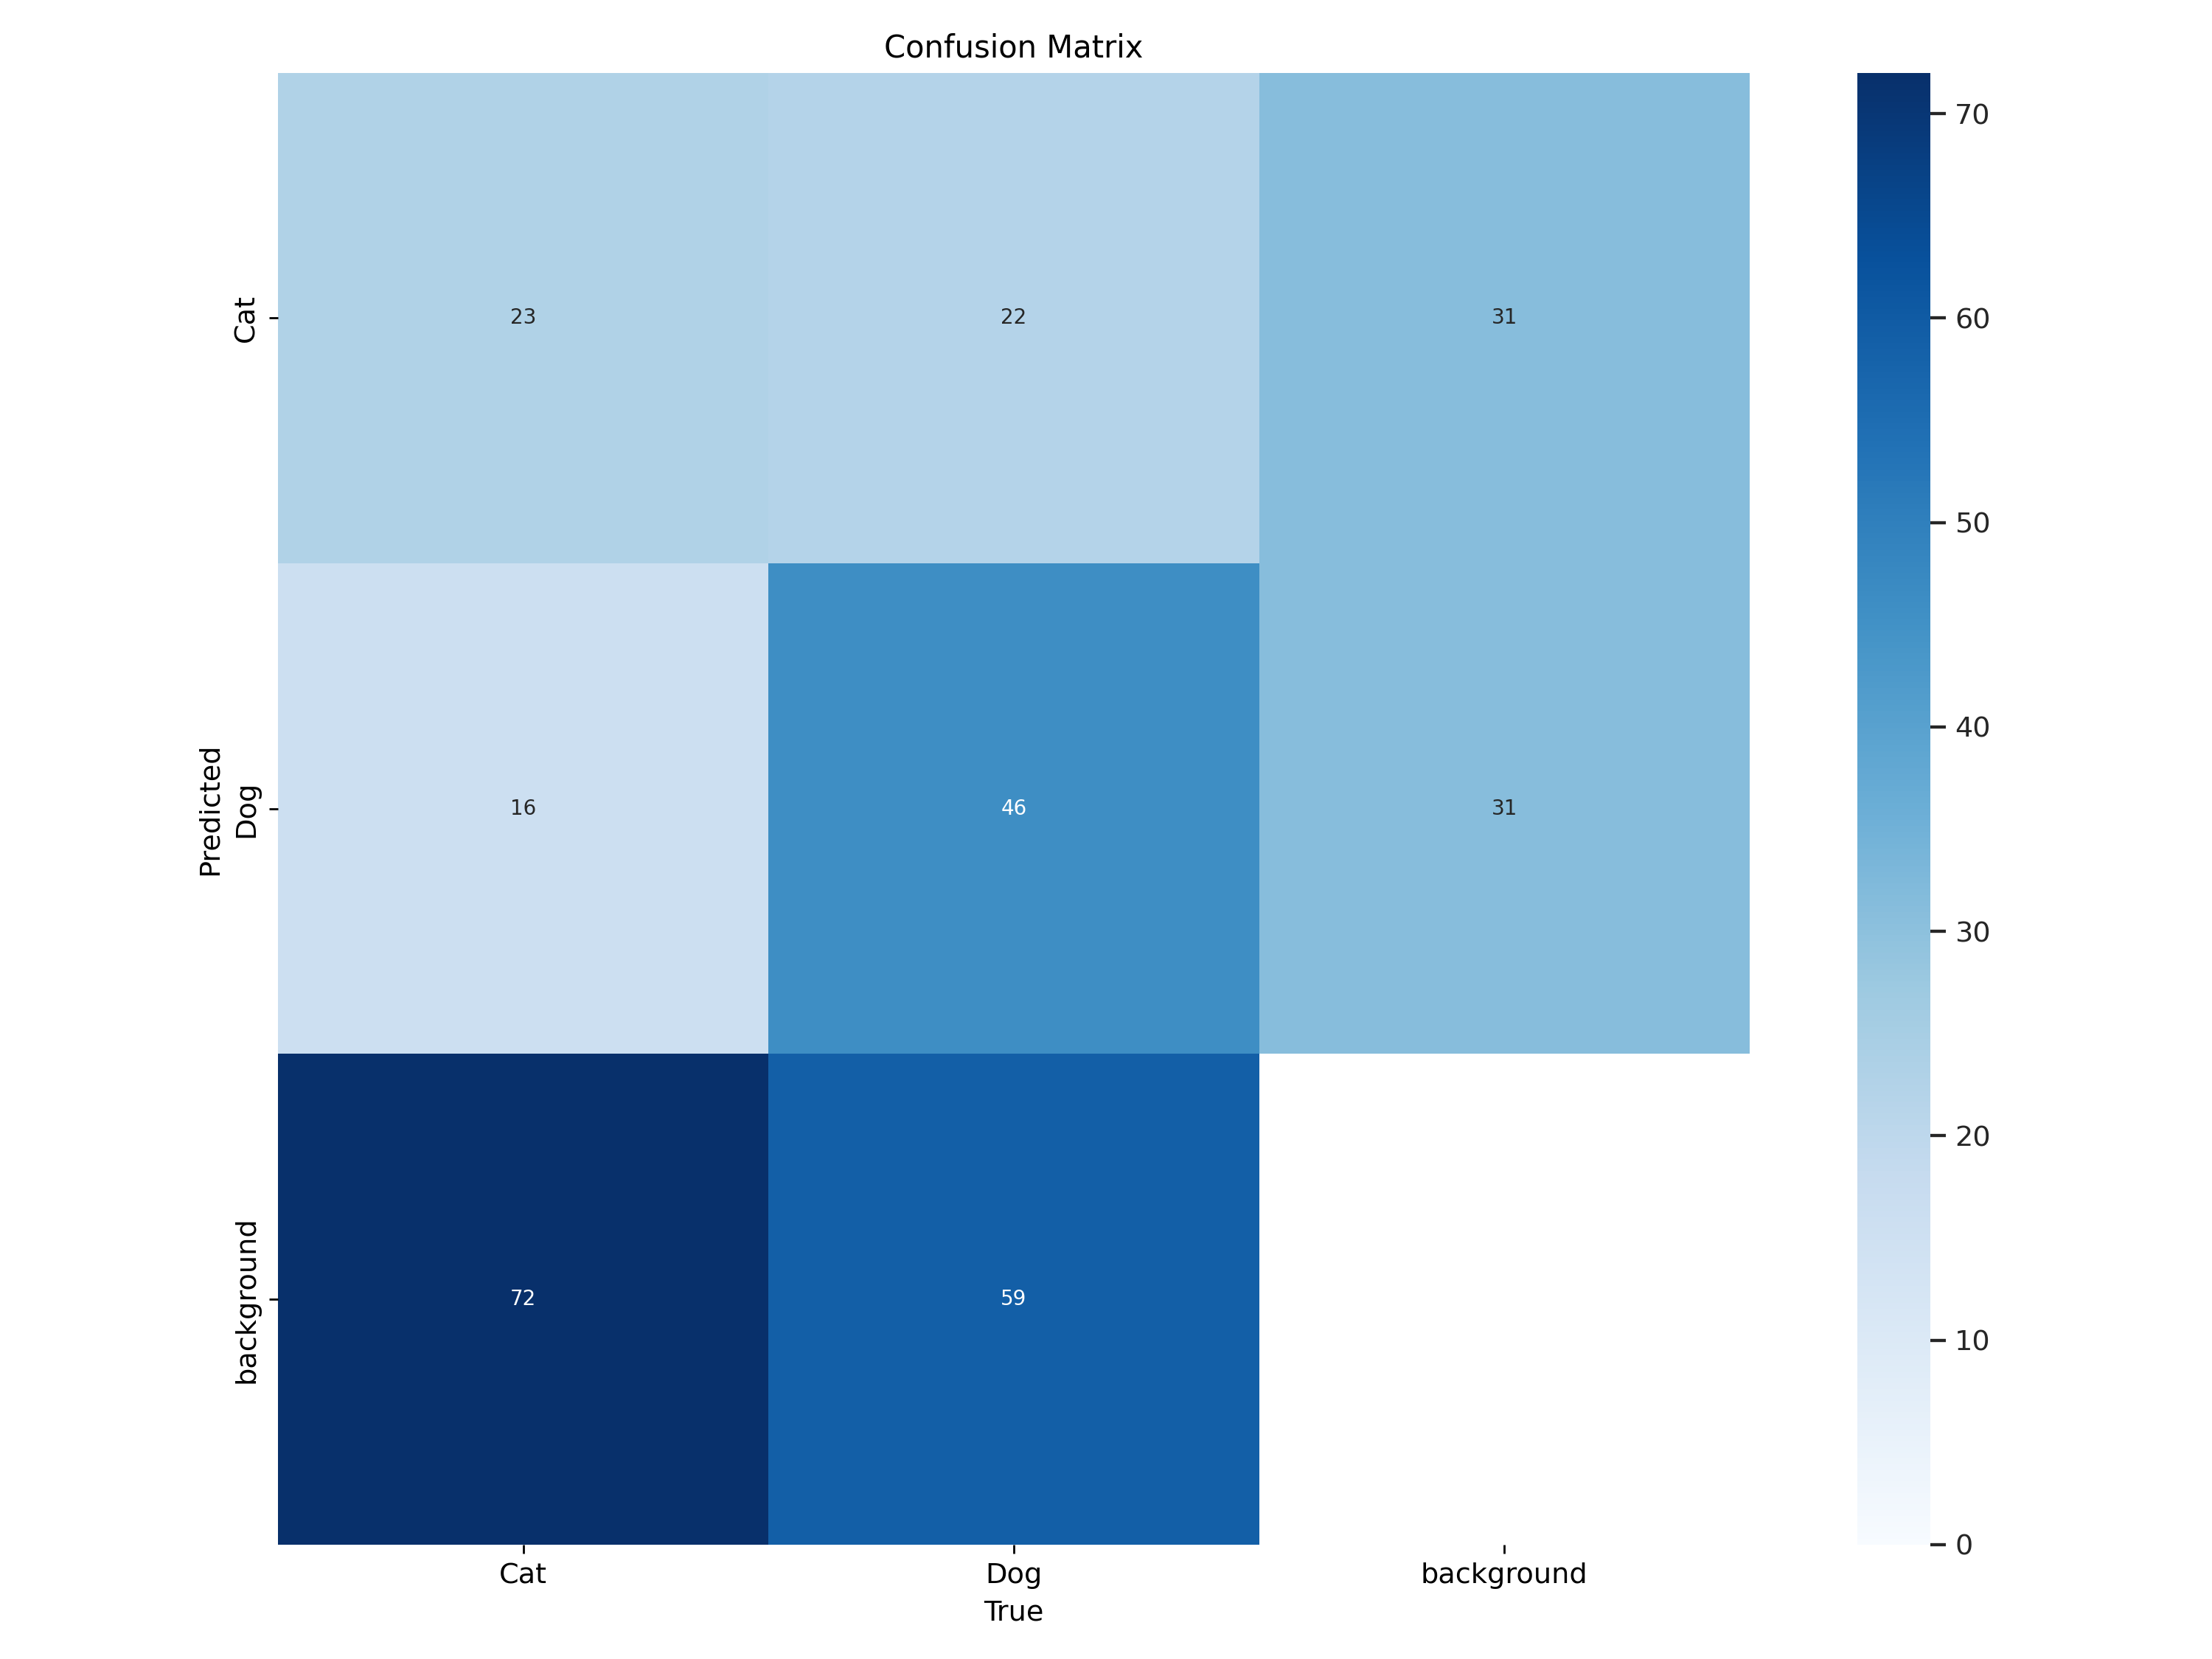 Confusion Matrix
Cat
23 22 31
Predicted
Dog
16 46 31
background
72 59
Cat Dog background
True
70
60
50
40
30
20
10
0